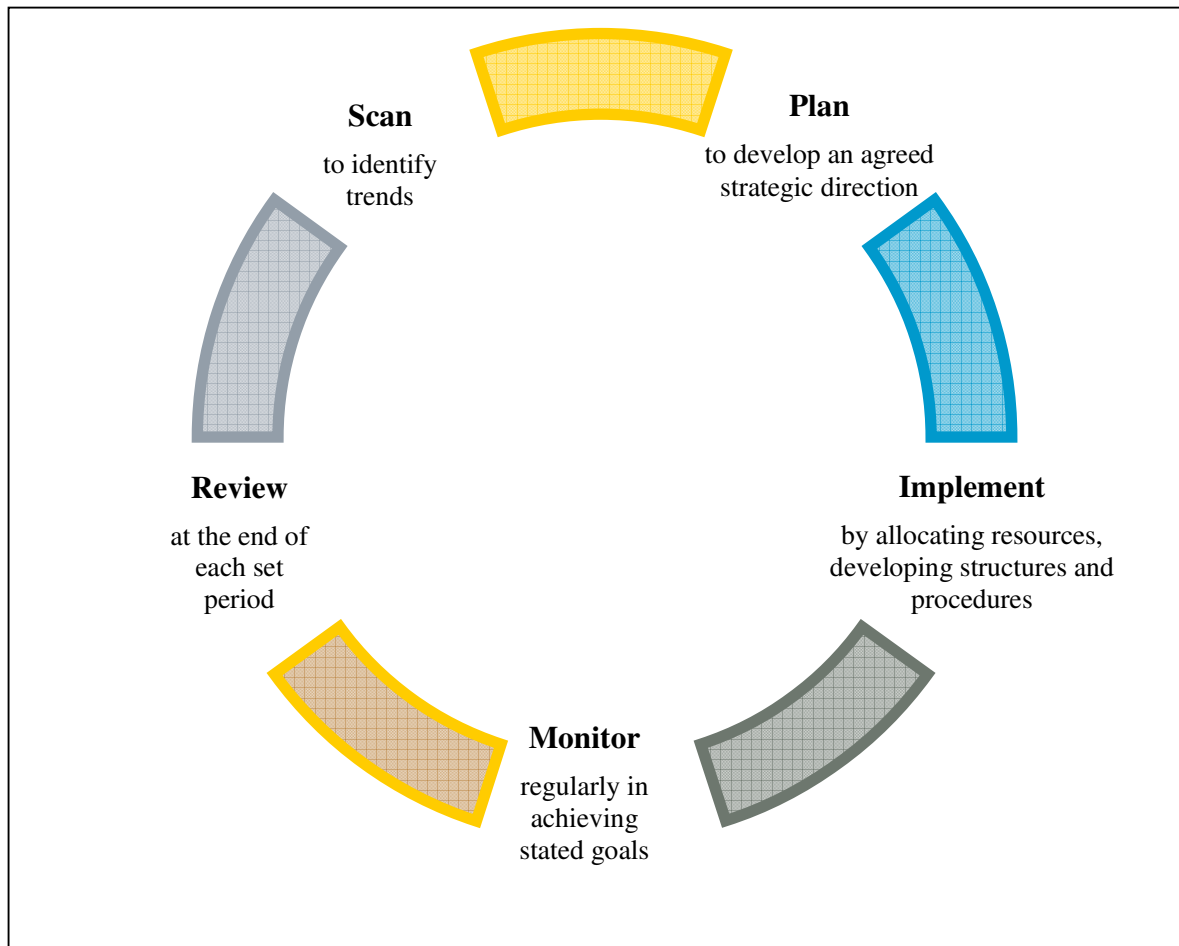 Scan
to identify
trends
Plan
to develop an agreed
strategic direction
Implement
by allocating resources,
developing structures and
procedures
Monitor
regularly in
achieving
stated goals
Review
at the end of
each set
period